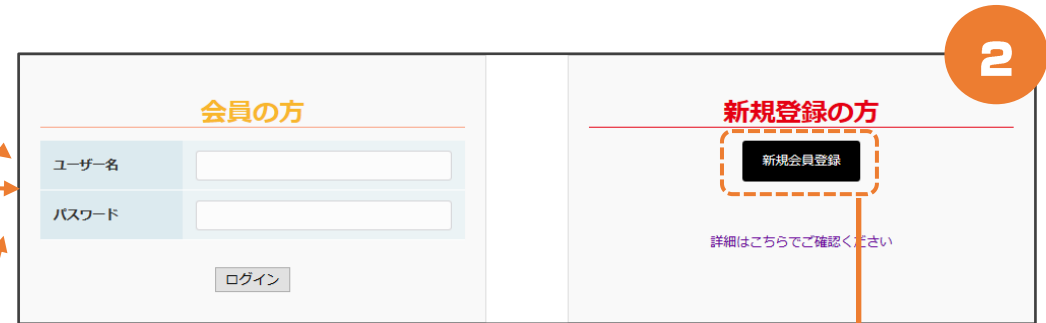 2
会員の方
ユーザー名
パスワード
ログイン
新規登録の方
新規会員登録
詳細はこちらでご確認ください